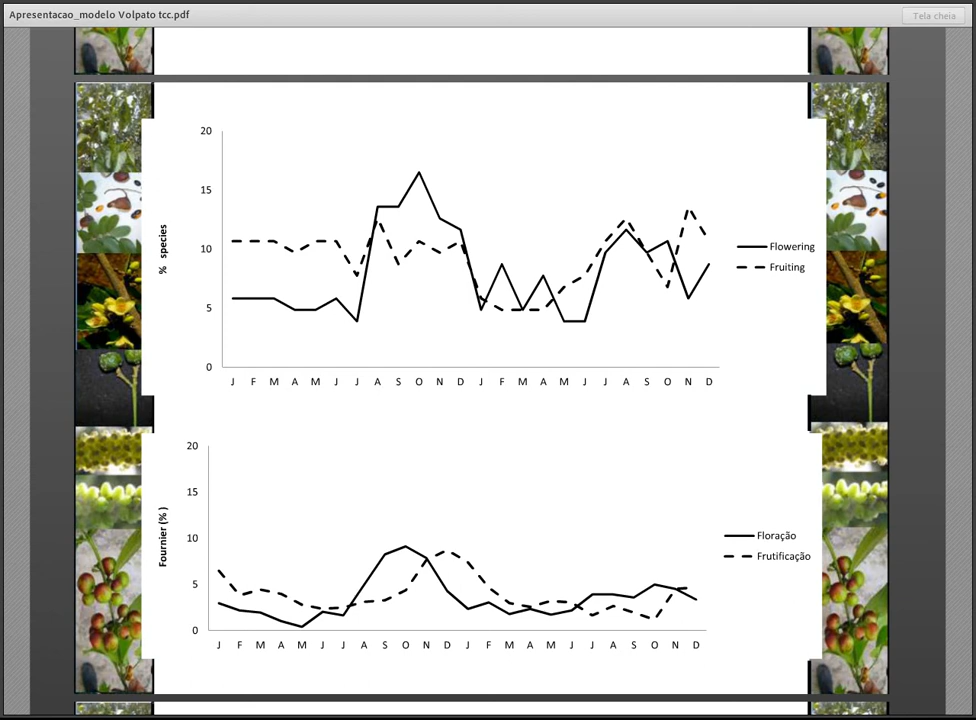 Apresentacao_modelo Volpato tcc.pdf
Tela cheia
20
15
10
5
0
% species
J F M A M J J A S O N D J F M A M J J A S O N D
Flowering
Fruiting
20
15
10
5
0
Fournier (% )
J F M A M J J A S O N D J F M A M J J A S O N D
Floração
Frutificação